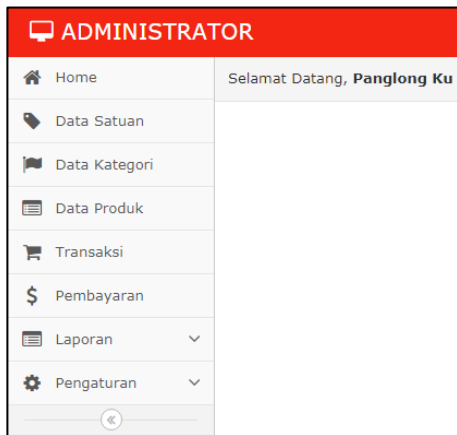 ADMINISTRATOR
Home
Selamat Datang, Panglong Ku
Data Satuan
Data Kategori
Data Produk
Transaksi
Pembayaran
Laporan
Pengaturan